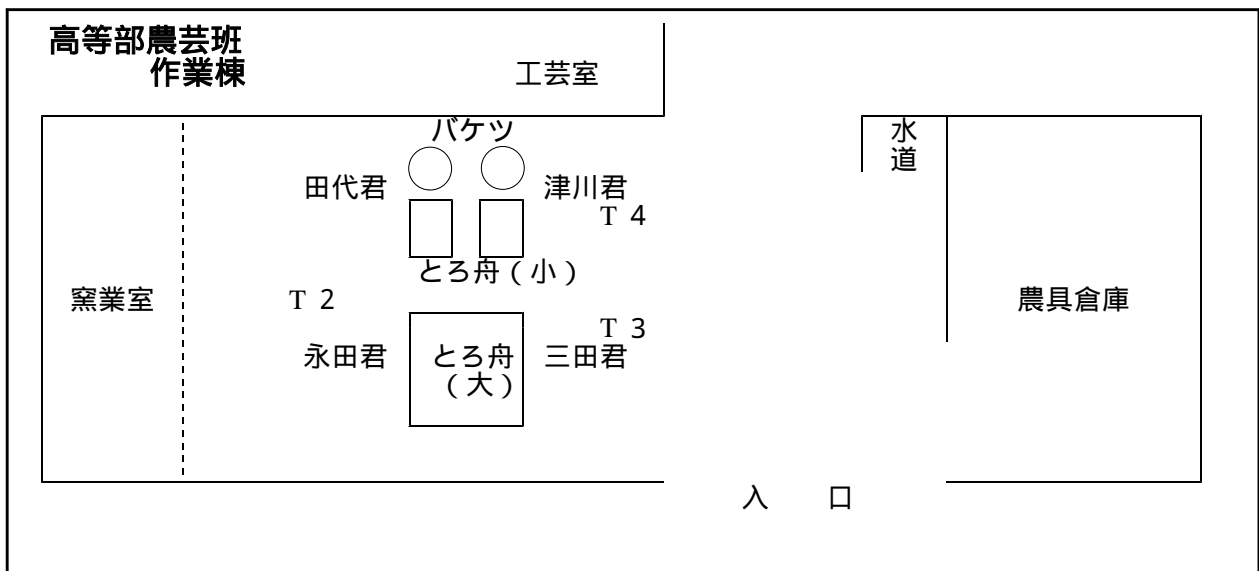 高等部農芸班
作業棟
工芸室
バケツ
水道
田代君
津川君
T 4
とろ舟(小)
窯業室
T 2
農具倉庫
T 3
永田君
とろ舟
(大)
三田君
入 口